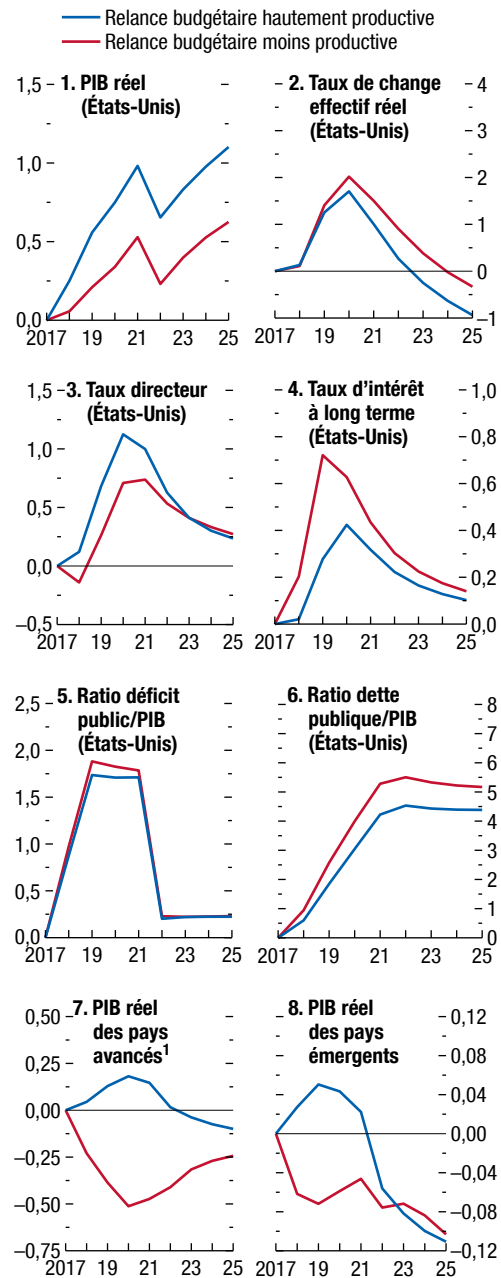 Relance budgétaire hautement productive
Relance budgétaire moins productive
1. PIB réel
(États-Unis)
1,5
1,0
0,5
0,0
2017 19 21 23 25
2. Taux de change
effectif réel
(États-Unis)
4
3
2
1
0
–1
2017 19 21 23 25
3. Taux directeur
(États-Unis)
1,5
1,0
0,5
0,0
–0,5
2017 19 21 23 25
4. Taux d'intérêt
à long terme
(États-Unis)
1,0
0,8
0,6
0,4
0,2
0,0
2017 19 21 23 25
5. Ratio déficit
public/PIB
(États-Unis)
2,5
2,0
1,5
1,0
0,5
0,0
2017 19 21 23 25
6. Ratio dette
publique/PIB
(États-Unis)
8
7
6
5
4
3
2
1
0
2017 19 21 23 25
7. PIB réel
des pays
avancés¹
0,50
0,25
0,00
–0,25
–0,50
–0,75
2017 19 21 23 25
8. PIB réel
des pays
émergents
0,12
0,08
0,04
0,00
–0,04
–0,08
–0,12
2017 19 21 23 25